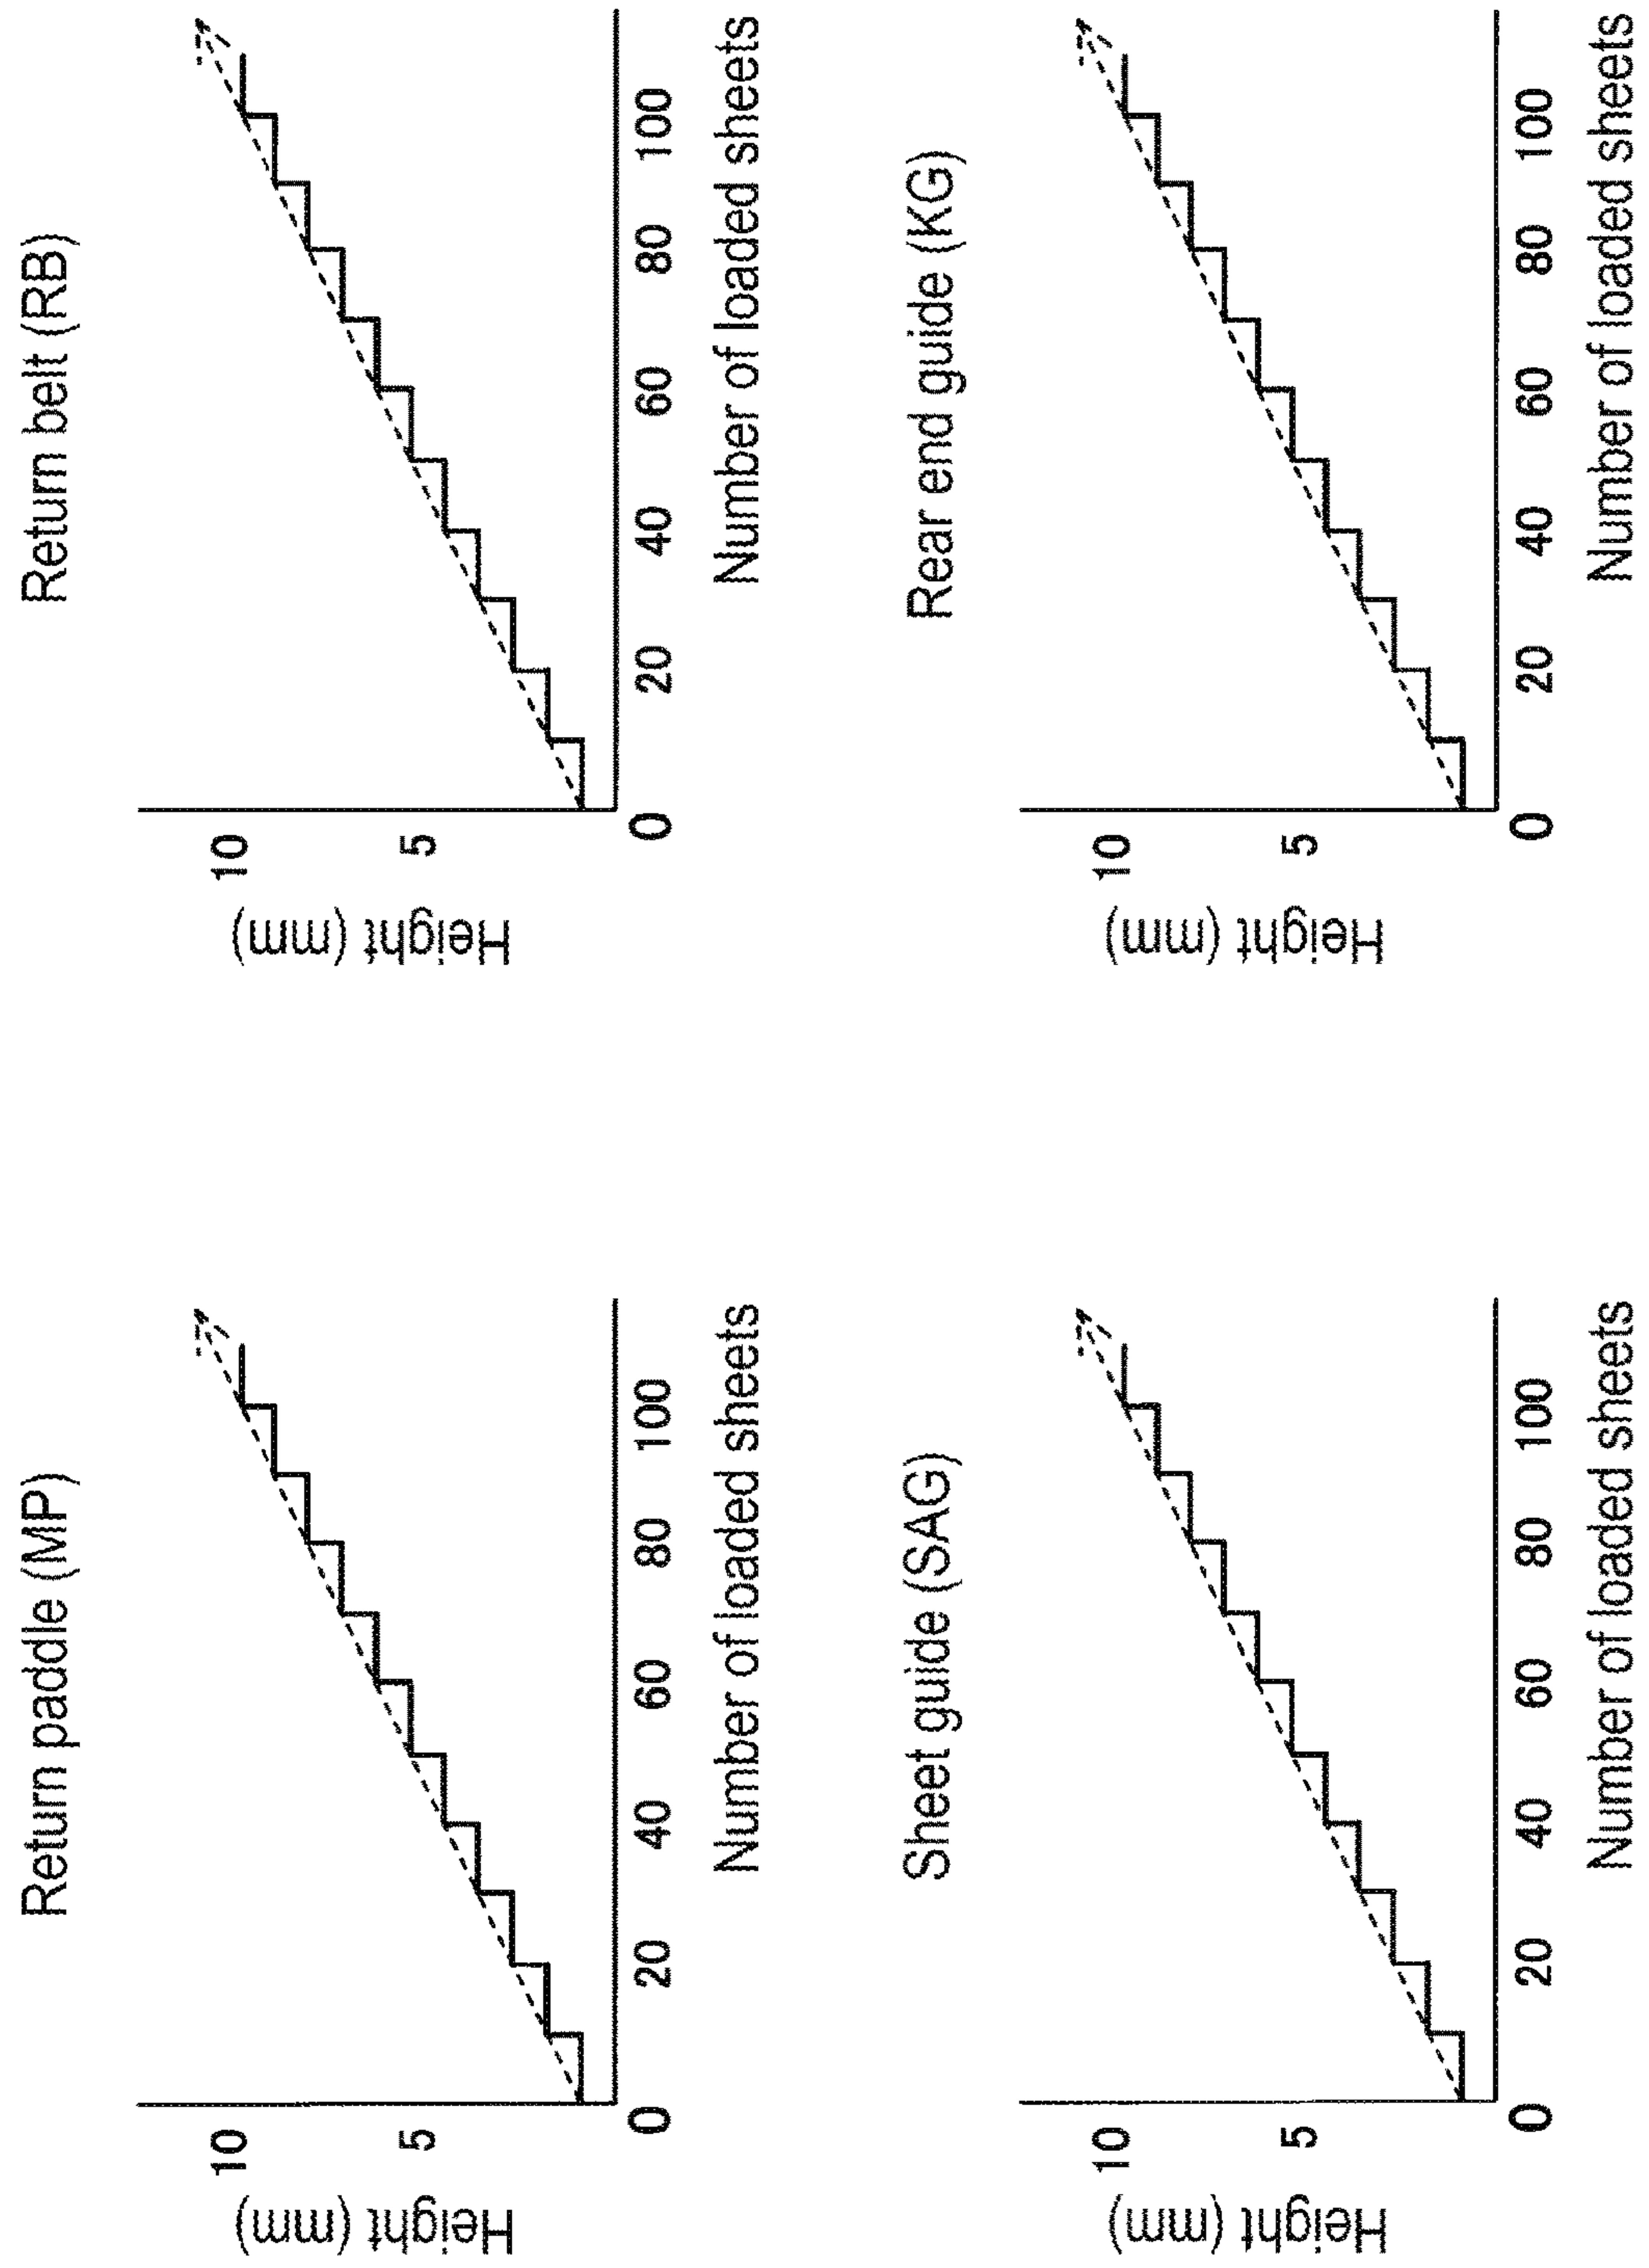 Return paddle (MP)
Height (mm)
10
5
0
20
40
60
80
100
Number of loaded sheets
Return belt (RB)
Height (mm)
10
5
0
20
40
60
80
100
Number of loaded sheets
Sheet guide (SAG)
Height (mm)
10
5
0
20
40
60
80
100
Number of loaded sheets
Rear end guide (KG)
Height (mm)
10
5
0
20
40
60
80
100
Number of loaded sheets